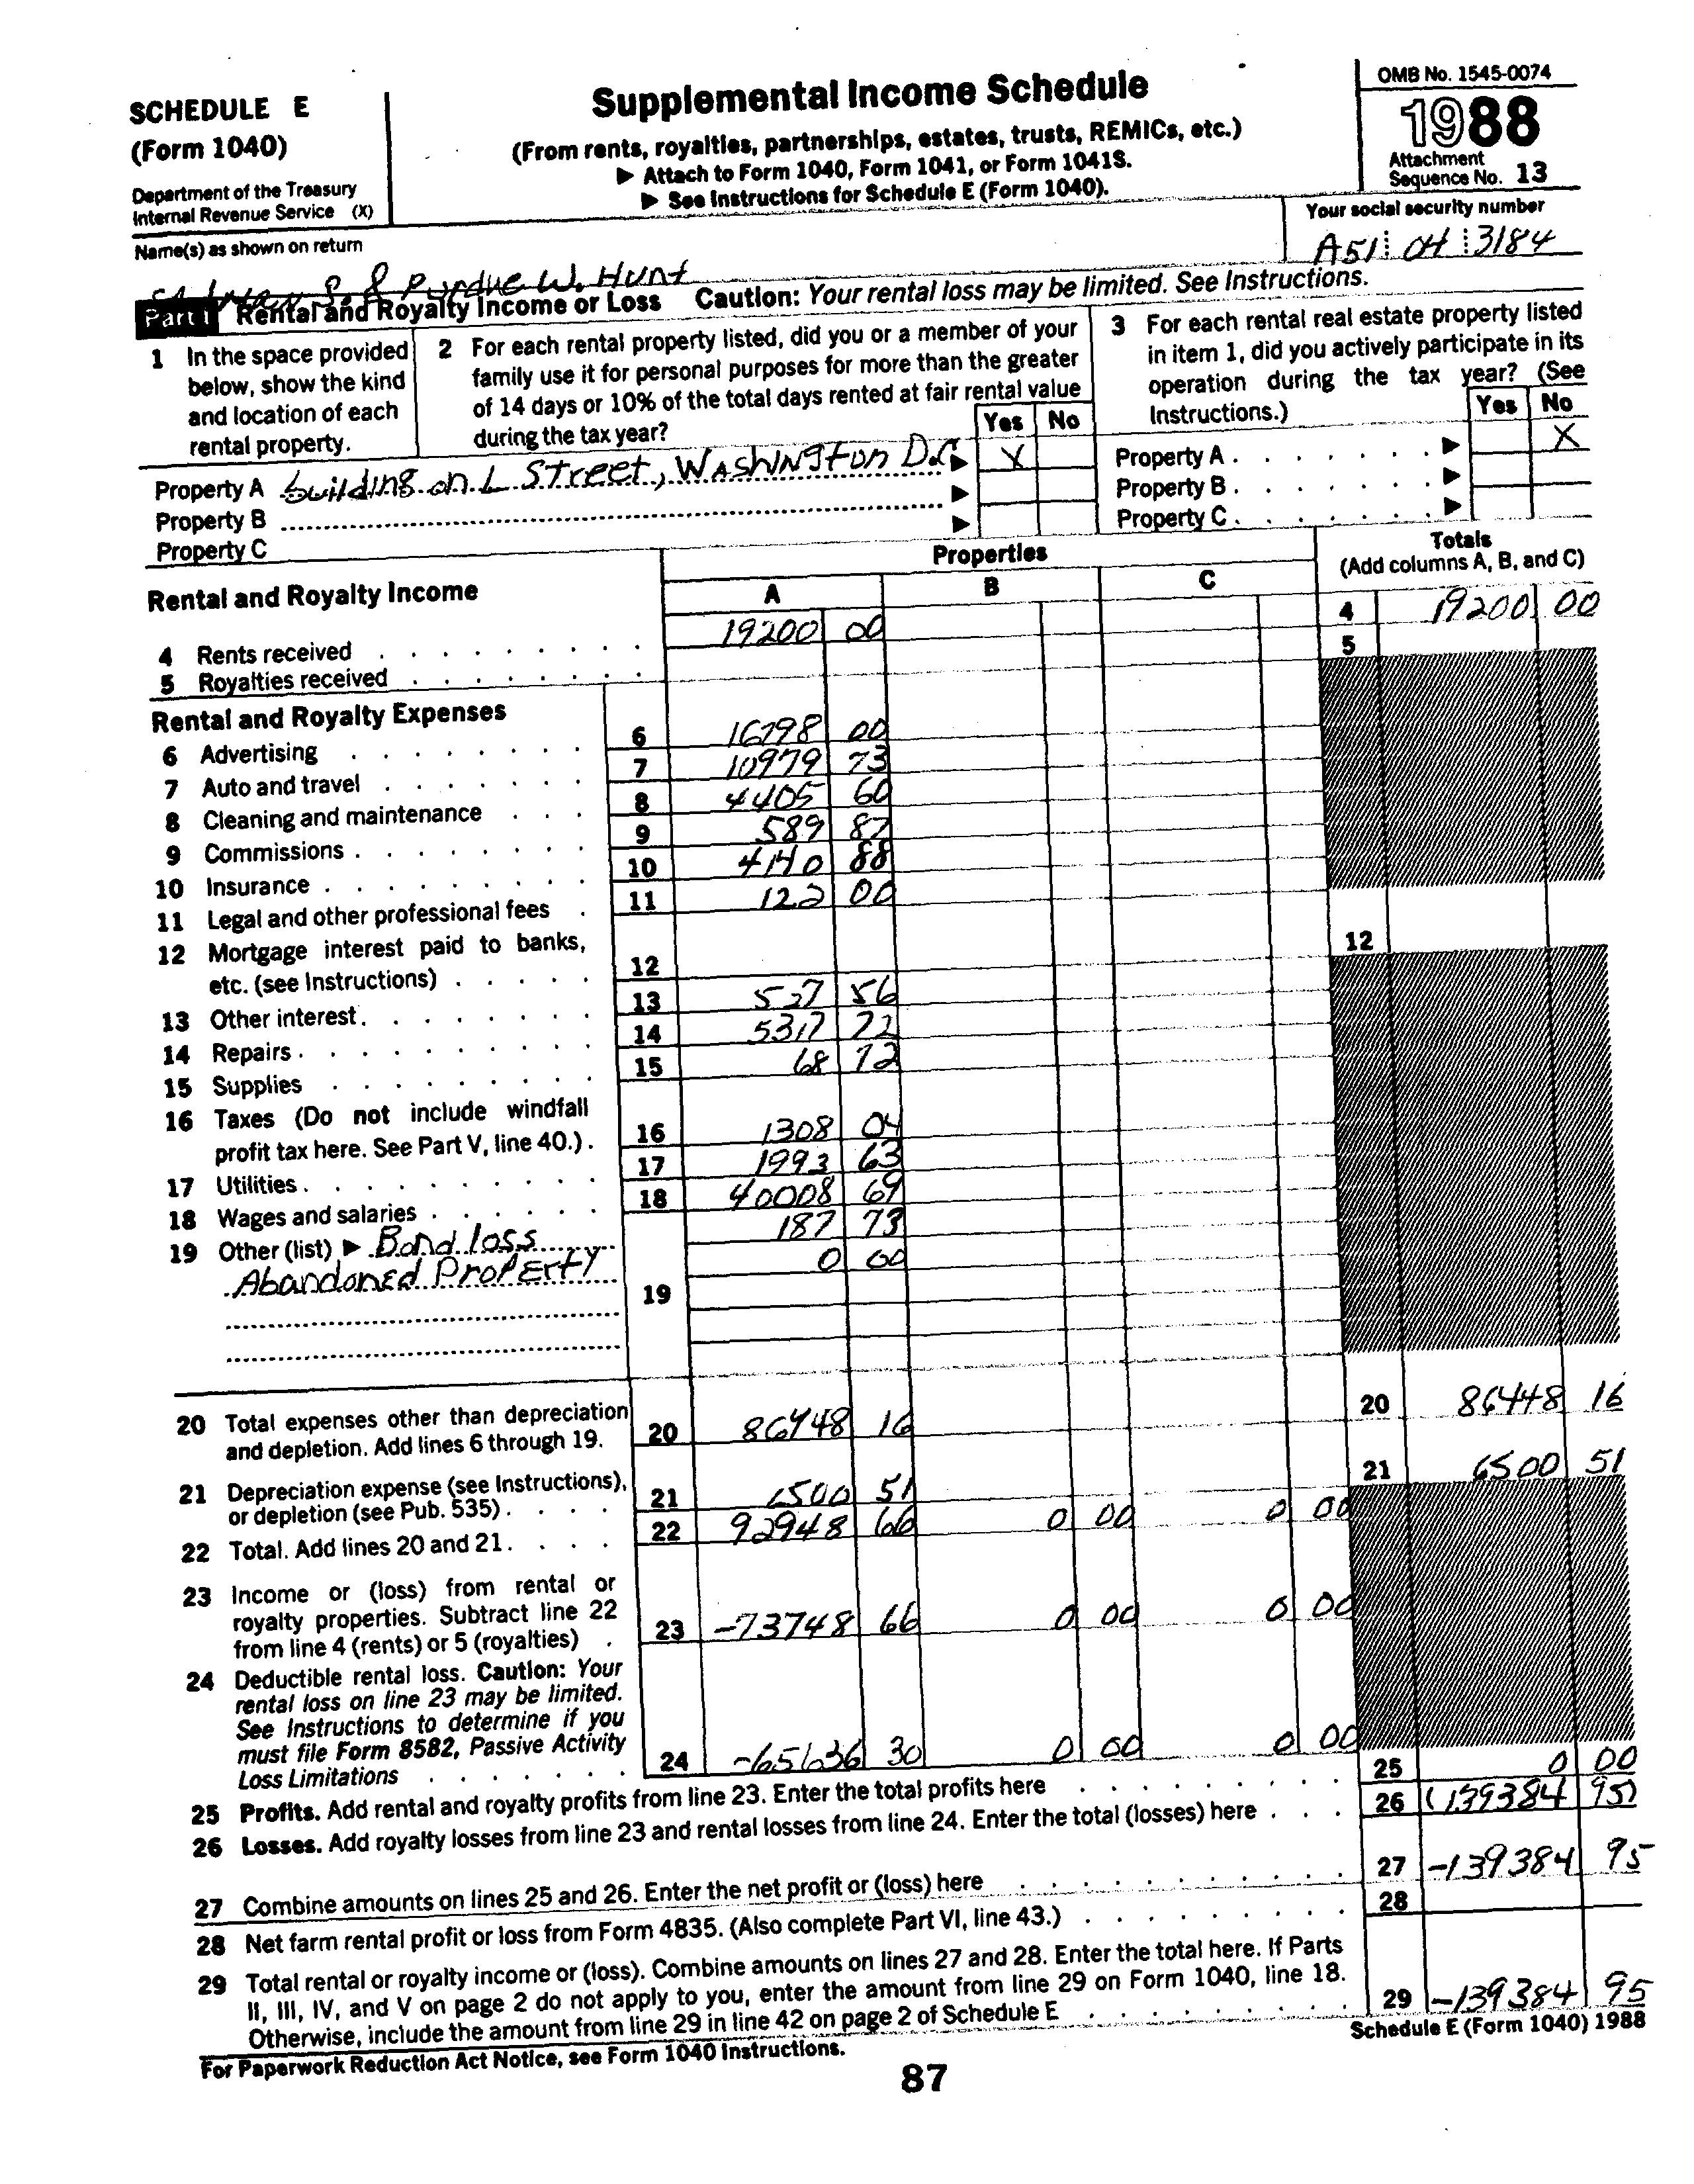 SCHEDULE E
(Form 1040)
Department of the Treasury
Internal Revenue Service (X)
Supplemental Income Schedule
(From rents, royalties, partnerships, estates, trusts, REMICs, etc.)
▶ Attach to Form 1040, Form 1041, or Form 1041S.
▶ See Instructions for Schedule E (Form 1040).
OMB No. 1545-0074
1988
Attachment
Sequence No. 13
Name(s) as shown on return
S. & Purdue W. Hunt
Your social security number
A51 OH 3184
Part I Rental and Royalty Income or Loss Caution: Your rental loss may be limited. See Instructions.
1 In the space provided
below, show the kind
and location of each
rental property.
2 For each rental property listed, did you or a member of your
family use it for personal purposes for more than the greater
of 14 days or 10% of the total days rented at fair rental value
during the tax year?
Yes No
3 For each rental real estate property listed
in item 1, did you actively participate in its
operation during the tax year? (See
Instructions.)
Yes No
Property A building on L Street, Washington D.C ▶ X
Property B ▶
Property C ▶
Property A . . . . . . . ▶ X
Property B . . . . . . . ▶
Property C . . . . . . . ▶
Rental and Royalty Income
Properties
A B C
Totals
(Add columns A, B, and C)
4 Rents received 19200 00 4 19200 00
5 Royalties received 5
Rental and Royalty Expenses
6 Advertising 6 16798 00
7 Auto and travel 7 10979 73
8 Cleaning and maintenance 8 4405 60
9 Commissions 9 589 87
10 Insurance 10 4140 88
11 Legal and other professional fees 11 122 00
12 Mortgage interest paid to banks,
etc. (see Instructions) 12 12
13 Other interest 13 527 56
14 Repairs 14 5317 72
15 Supplies 15 68 72
16 Taxes (Do not include windfall
profit tax here. See Part V, line 40.) 16 1308 04
17 Utilities 17 1993 63
18 Wages and salaries 18 40008 69
19 Other (list) ▶ Bond loss 187 73
Abandoned Property 0 00
19
20 Total expenses other than depreciation
and depletion. Add lines 6 through 19. 20 86448 16 20 86448 16
21 Depreciation expense (see Instructions),
or depletion (see Pub. 535) 21 6500 51 21 6500 51
22 Total. Add lines 20 and 21 22 92948 66 0 00 0 00
23 Income or (loss) from rental or
royalty properties. Subtract line 22
from line 4 (rents) or 5 (royalties) 23 -73748 66 0 00 0 00
24 Deductible rental loss. Caution: Your
rental loss on line 23 may be limited.
See Instructions to determine if you
must file Form 8582, Passive Activity
Loss Limitations 24 -65636 30 0 00 0 00
25 Profits. Add rental and royalty profits from line 23. Enter the total profits here 25 0 00
26 Losses. Add royalty losses from line 23 and rental losses from line 24. Enter the total (losses) here 26 (139384 95)
27 Combine amounts on lines 25 and 26. Enter the net profit or (loss) here 27 -139384 95
28 Net farm rental profit or loss from Form 4835. (Also complete Part VI, line 43.) 28
29 Total rental or royalty income or (loss). Combine amounts on lines 27 and 28. Enter the total here. If Parts
II, III, IV, and V on page 2 do not apply to you, enter the amount from line 29 on Form 1040, line 18.
Otherwise, include the amount from line 29 in line 42 on page 2 of Schedule E 29 -139384 95
For Paperwork Reduction Act Notice, see Form 1040 Instructions.
Schedule E (Form 1040) 1988
87